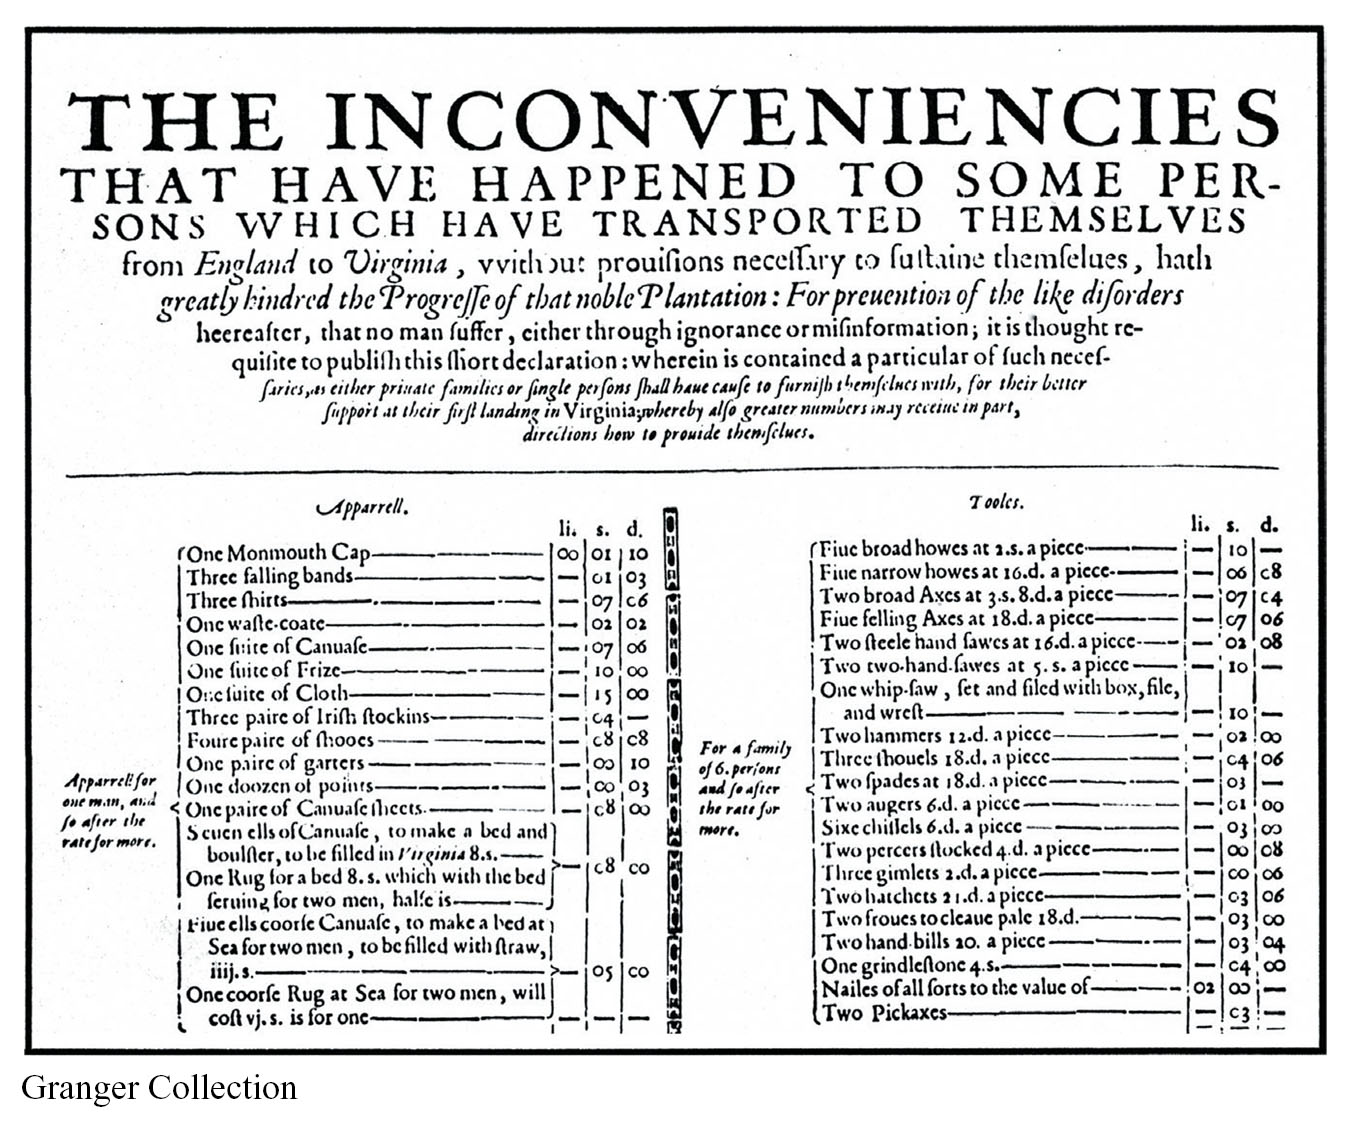 THE INCONVENIENCIES
THAT HAVE HAPPENED TO SOME PER-
SONS WHICH HAVE TRANSPORTED THEMSELVES
from England to Virginia, vvithout prouisions necessary to sustaine themselues, hath
greatly hindred the Progresse of that noble Plantation: For preuention of the like disorders
heereafter, that no man suffer, either through ignorance or misinformation; it is thought re-
quisite to publish this short declaration: wherein is contained a particular of such neces-
saries, as either priuate families or single persons shall haue cause to furnish themselues with, for their better
support at their first landing in Virginia; whereby also greater numbers may receiue in part,
directions how to prouide themselues.
Apparrell.
li. s. d.
One Monmouth Cap 00 01 10
Three falling bands — 01 03
Three shirts — 07 06
One waste-coate — 02 02
One suite of Canuase — 07 06
One suite of Frize — 10 00
One suite of Cloth — 15 00
Three paire of Irish stockins — 04 —
Foure paire of shooes — 08 08
One paire of garters — 00 10
One doozen of points — 00 03
One paire of Canuase sheets. — 08 00
Seuen ells of Canuase, to make a bed and
boulster, to be filled in Virginia 8.s.
One Rug for a bed 8. s. which with the bed — 08 00
seruing for two men, halfe is
Fiue ells coorse Canuase, to make a bed at
Sea for two men, to be filled with straw,
iiij. s. — 05 00
One coorse Rug at Sea for two men, will
cost vj. s. is for one — — —
Apparrell for
one man, and
so after the
rate for more.
Tooles.
li. s. d.
Fiue broad howes at 2.s. a piece — 10 —
Fiue narrow howes at 16.d. a piece — 06 08
Two broad Axes at 3.s. 8.d. a piece — 07 04
Fiue felling Axes at 18.d. a piece — 07 06
Two steele hand sawes at 16.d. a piece — 02 08
Two two-hand-sawes at 5. s. a piece — 10 —
One whip-saw, set and filed with box, file,
and wrest — 10 —
Two hammers 12.d. a piece — 02 00
Three shouels 18.d. a piece — 04 06
Two spades at 18.d. a piece — 03 —
Two augers 6.d. a piece — 01 00
Sixe chissels 6.d. a piece — 03 00
Two percers stocked 4.d. a piece — 00 08
Three gimlets 2.d. a piece — 00 06
Two hatchets 21.d. a piece — 03 06
Two froues to cleaue pale 18.d. — 03 00
Two hand-bills 20. a piece — 03 04
One grindlestone 4.s. — 04 00
Nailes of all sorts to the value of 02 00 —
Two Pickaxes — 03 —
For a family
of 6. persons
and so after
the rate for
more.
Granger Collection